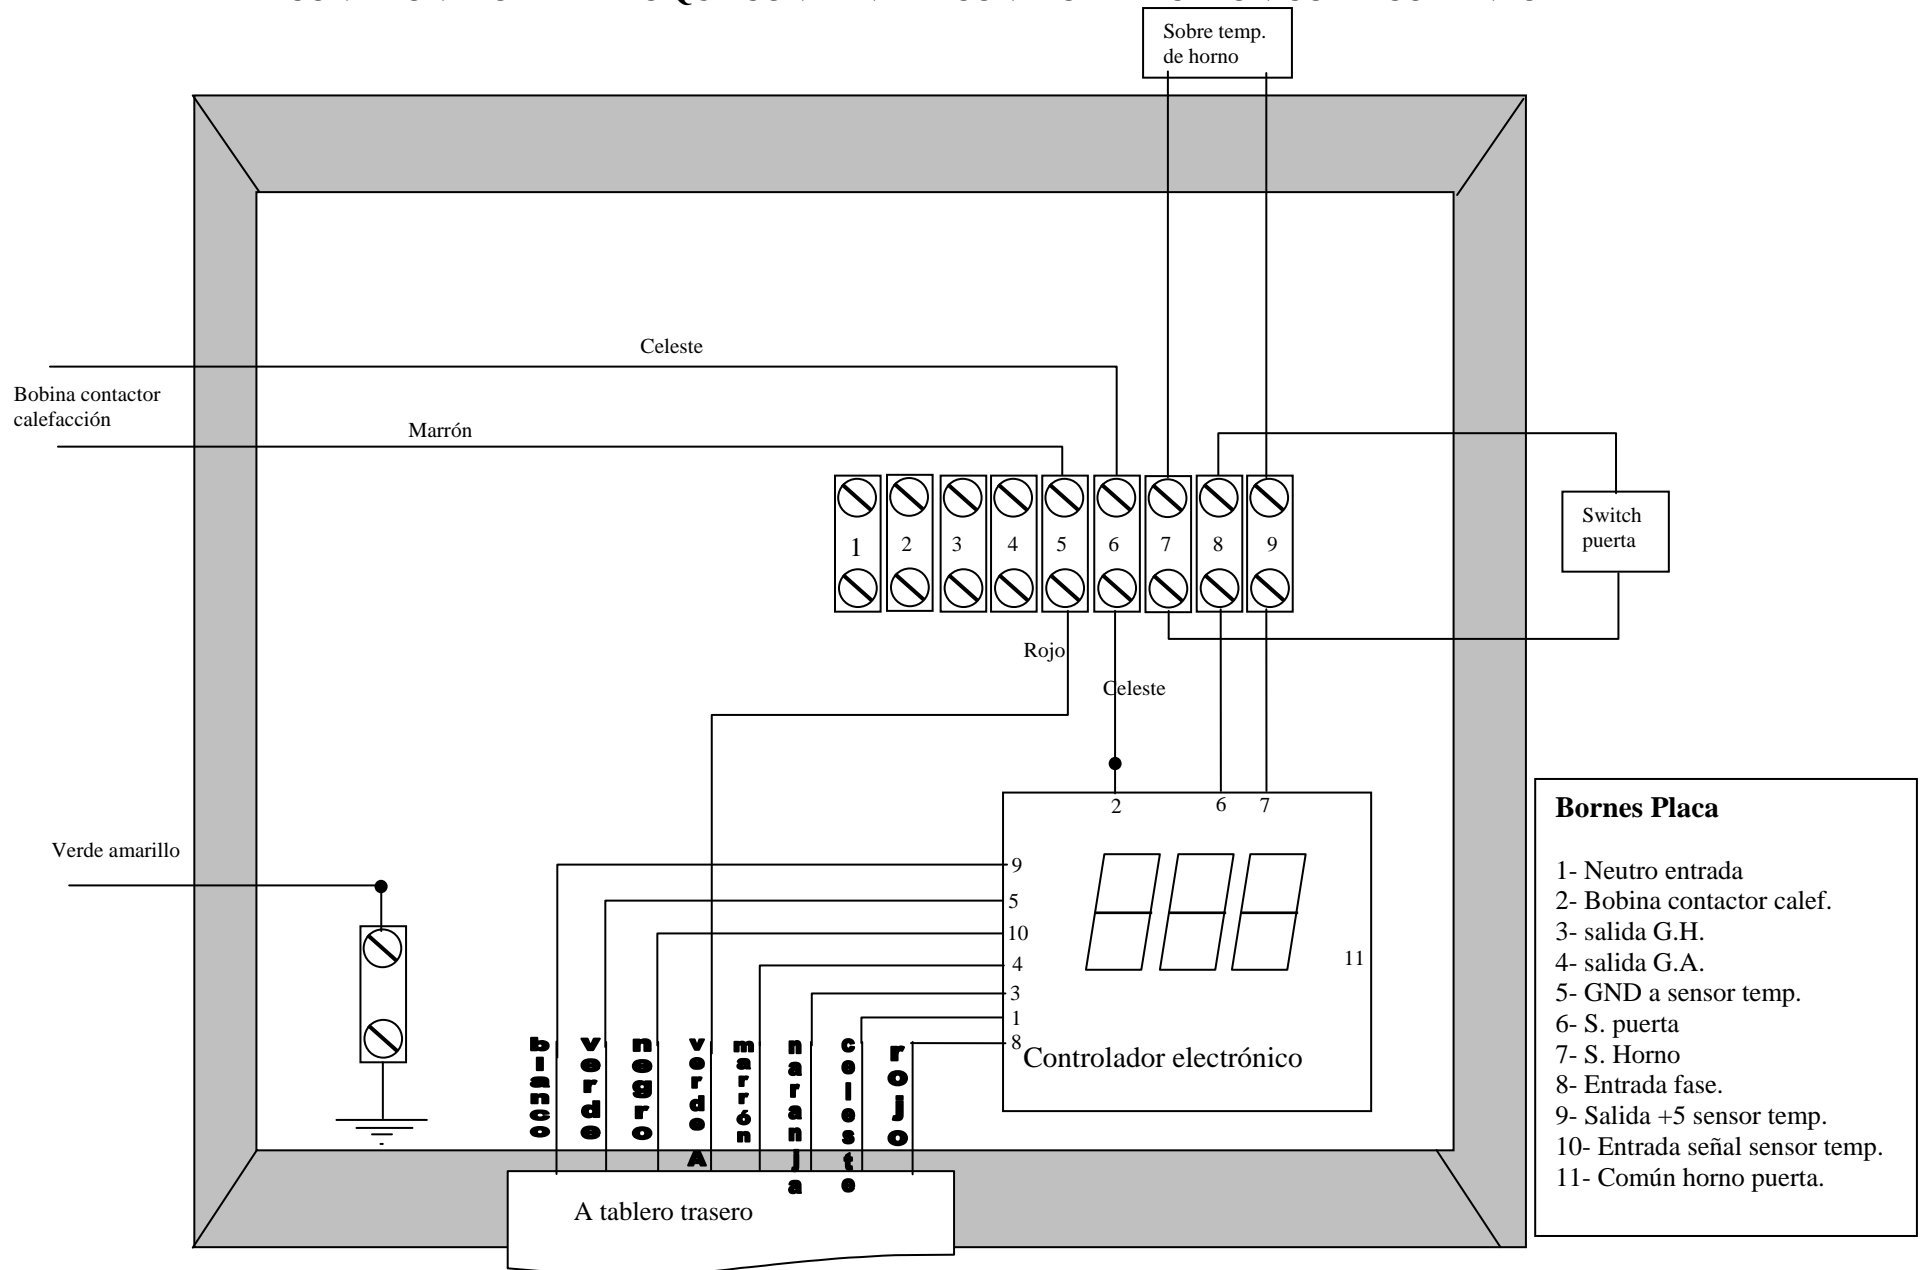 Sobre temp.
de horno
Celeste
Bobina contactor
calefacción
Marrón
1 2 3 4 5 6 7 8 9
Switch
puerta
Rojo
Celeste
2 6 7
Verde amarillo
9
5
10
4
3
1
8
11
Controlador electrónico
blanco
verde
negro
verde A
marrón
naranja
celeste
rojo
A tablero trasero
Bornes Placa
1- Neutro entrada
2- Bobina contactor calef.
3- salida G.H.
4- salida G.A.
5- GND a sensor temp.
6- S. puerta
7- S. Horno
8- Entrada fase.
9- Salida +5 sensor temp.
10- Entrada señal sensor temp.
11- Común horno puerta.